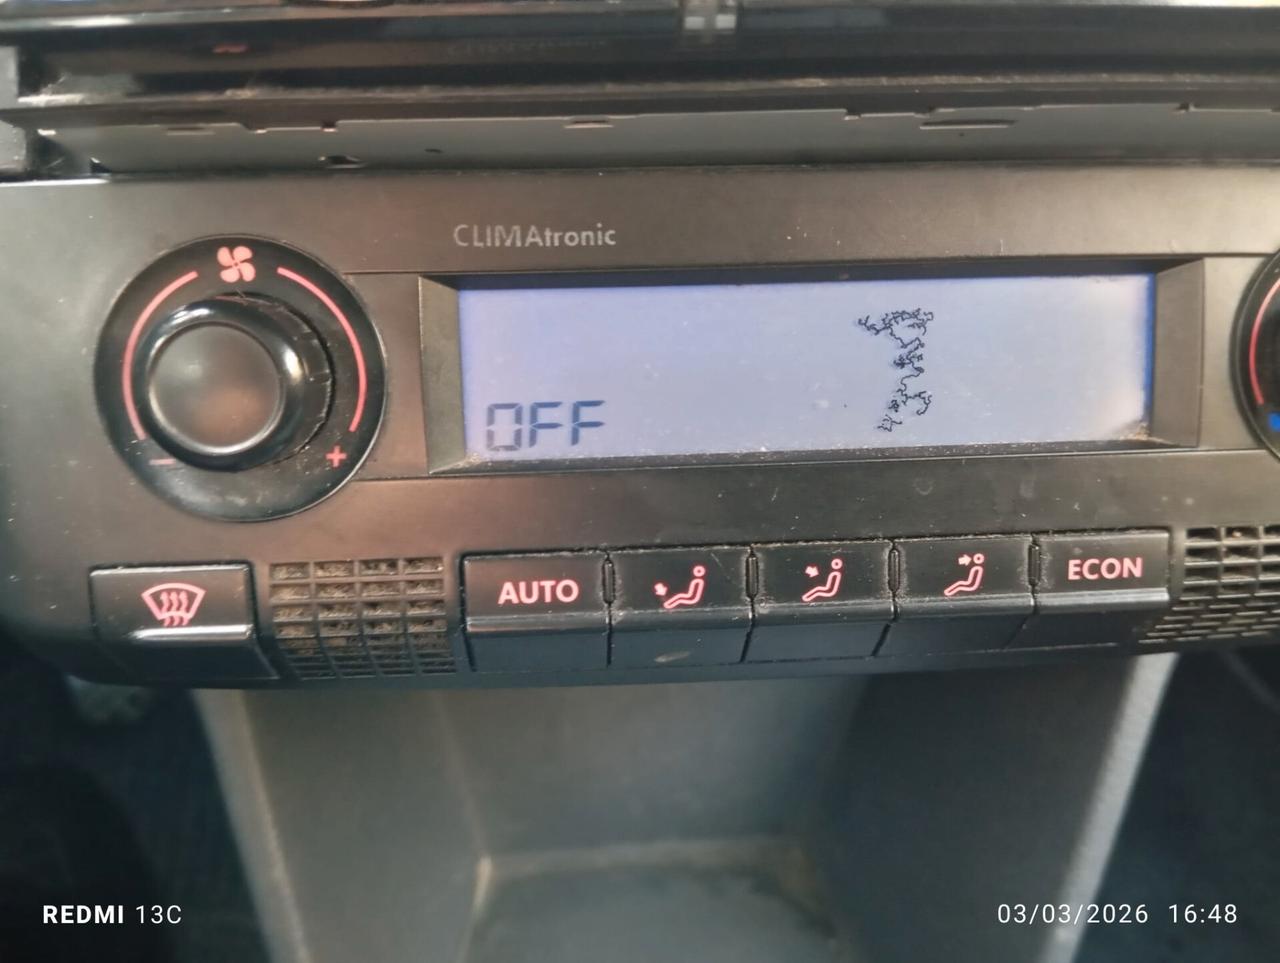 CLIMAtronic
- +
OFF
AUTO ECON
REDMI 13C 03/03/2026 16:48